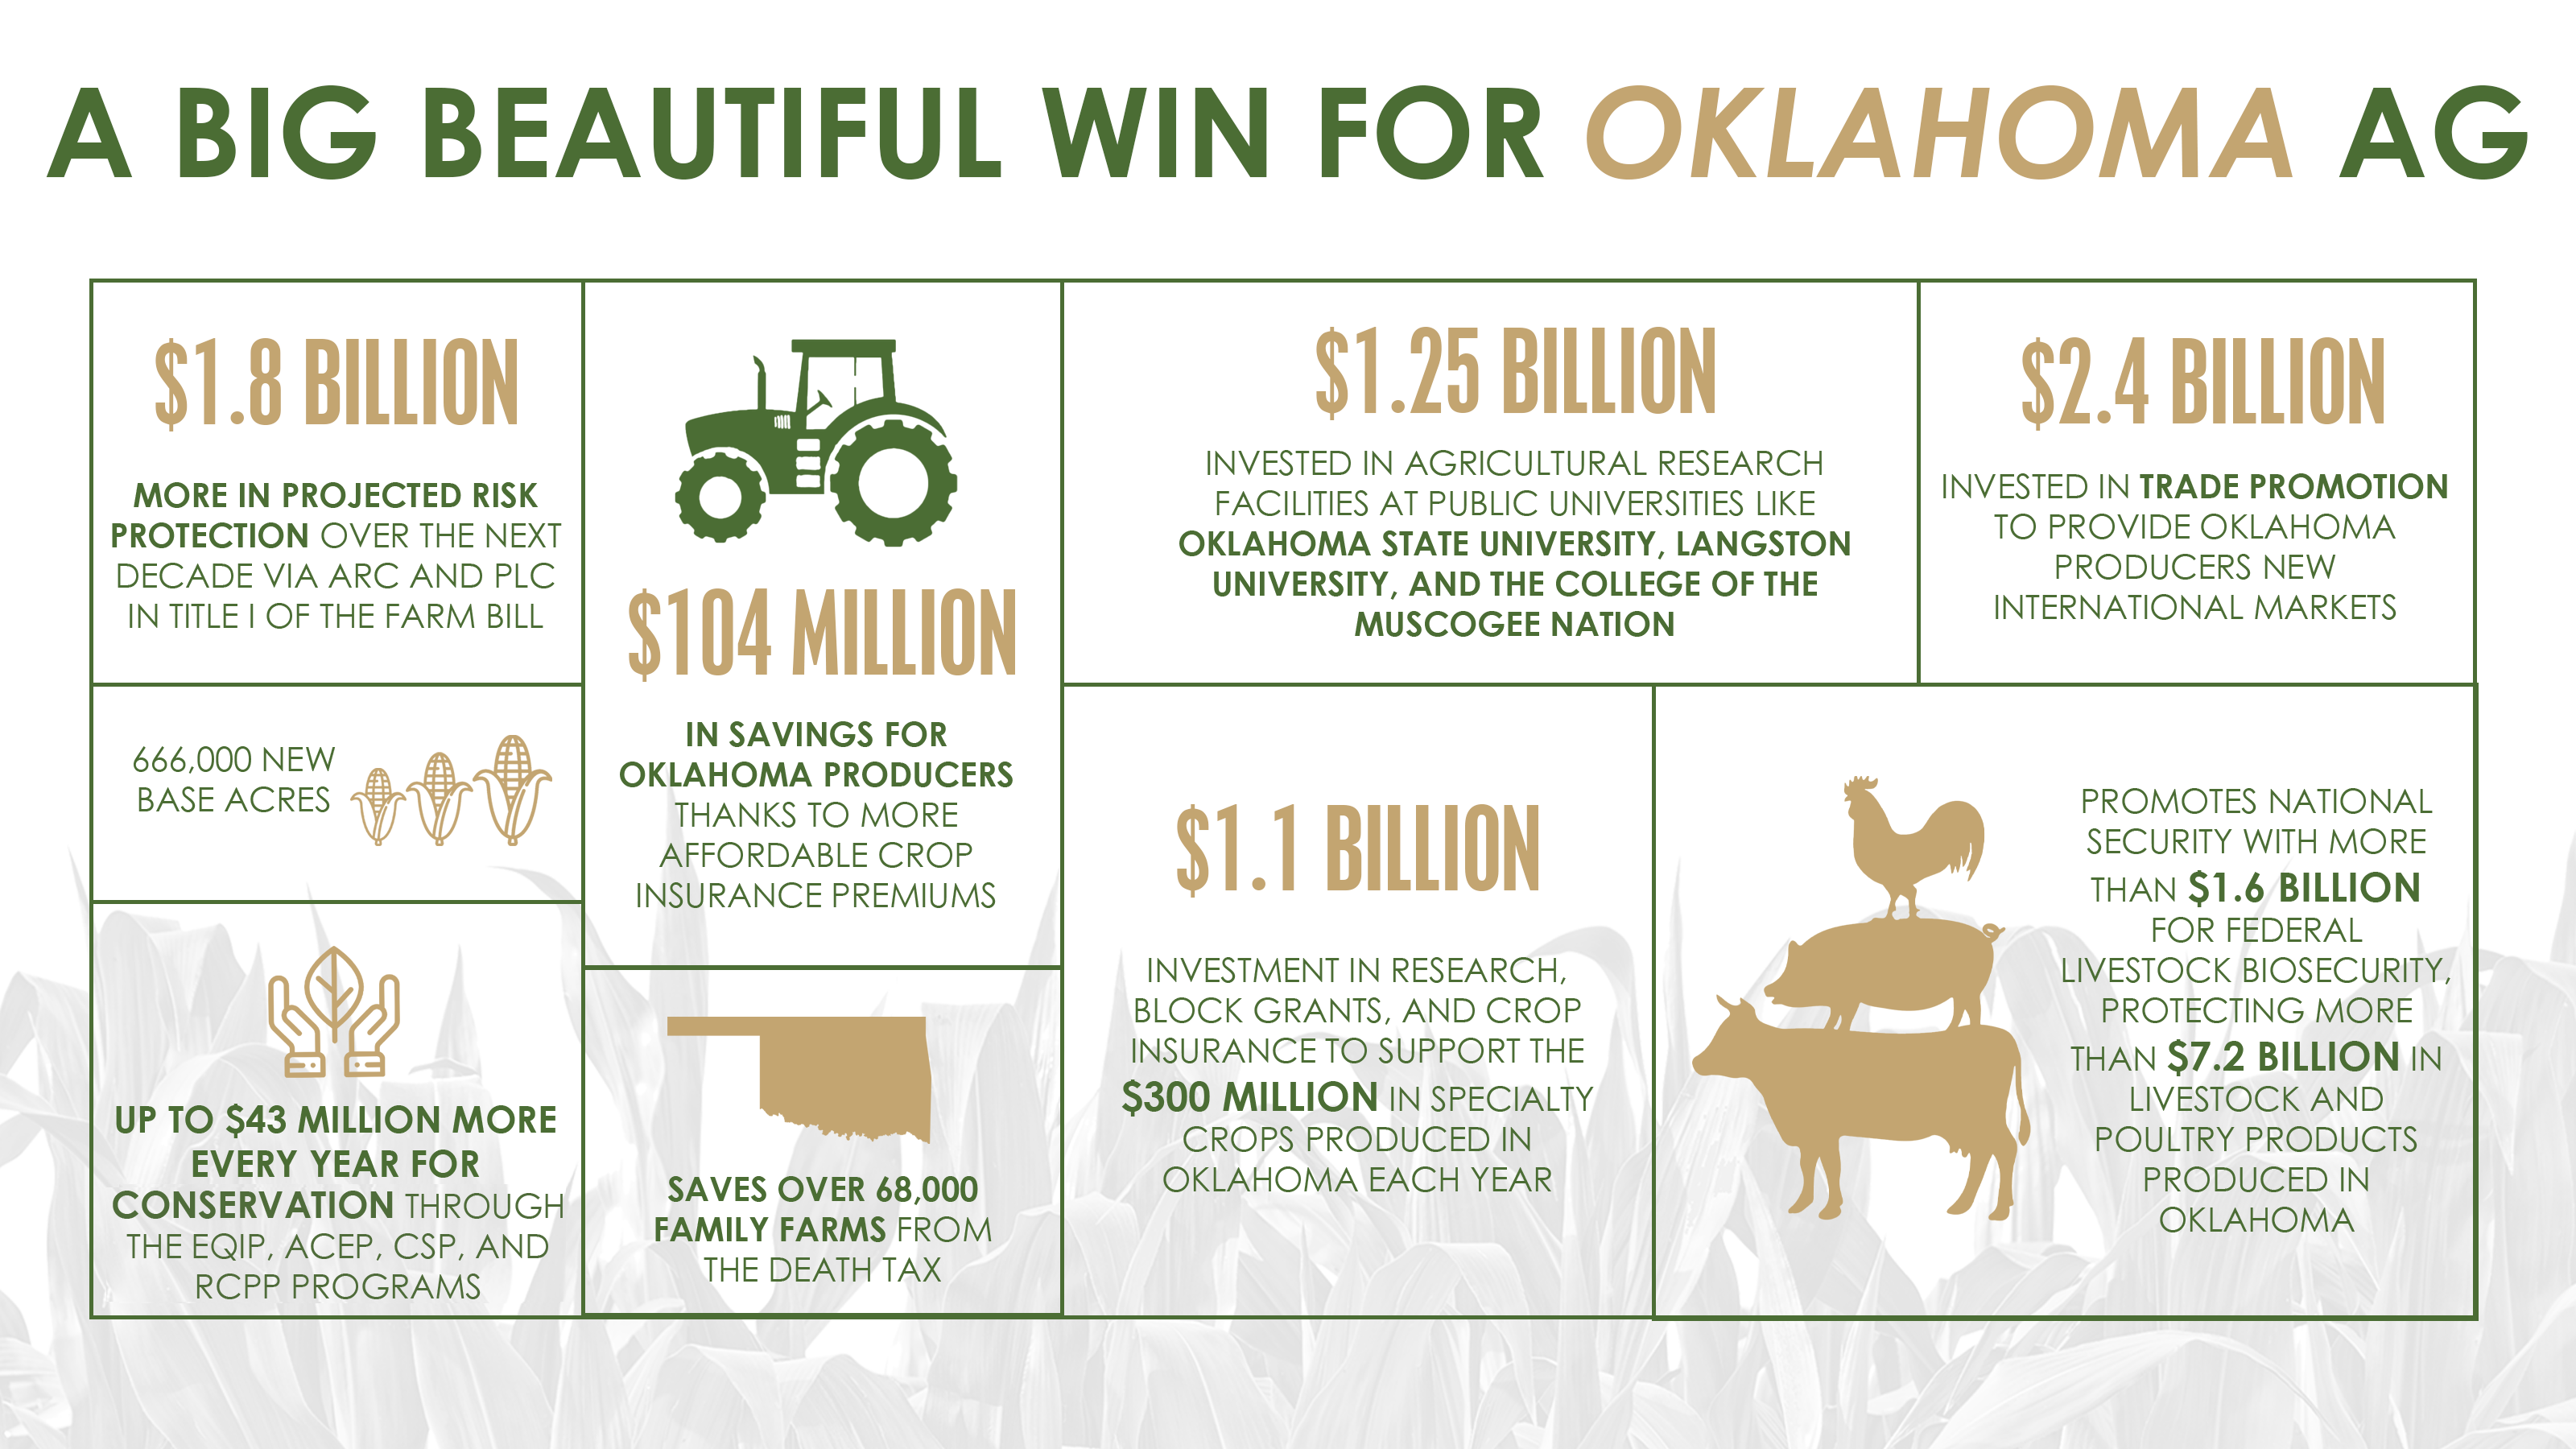 A BIG BEAUTIFUL WIN FOR OKLAHOMA AG
$1.8 BILLION
MORE IN PROJECTED RISK
PROTECTION OVER THE NEXT
DECADE VIA ARC AND PLC
IN TITLE I OF THE FARM BILL
666,000 NEW
BASE ACRES
UP TO $43 MILLION MORE
EVERY YEAR FOR
CONSERVATION THROUGH
THE EQIP, ACEP, CSP, AND
RCPP PROGRAMS
$104 MILLION
IN SAVINGS FOR
OKLAHOMA PRODUCERS
THANKS TO MORE
AFFORDABLE CROP
INSURANCE PREMIUMS
SAVES OVER 68,000
FAMILY FARMS FROM
THE DEATH TAX
$1.25 BILLION
INVESTED IN AGRICULTURAL RESEARCH
FACILITIES AT PUBLIC UNIVERSITIES LIKE
OKLAHOMA STATE UNIVERSITY, LANGSTON
UNIVERSITY, AND THE COLLEGE OF THE
MUSCOGEE NATION
$2.4 BILLION
INVESTED IN TRADE PROMOTION
TO PROVIDE OKLAHOMA
PRODUCERS NEW
INTERNATIONAL MARKETS
$1.1 BILLION
INVESTMENT IN RESEARCH,
BLOCK GRANTS, AND CROP
INSURANCE TO SUPPORT THE
$300 MILLION IN SPECIALTY
CROPS PRODUCED IN
OKLAHOMA EACH YEAR
PROMOTES NATIONAL
SECURITY WITH MORE
THAN $1.6 BILLION
FOR FEDERAL
LIVESTOCK BIOSECURITY,
PROTECTING MORE
THAN $7.2 BILLION IN
LIVESTOCK AND
POULTRY PRODUCTS
PRODUCED IN
OKLAHOMA